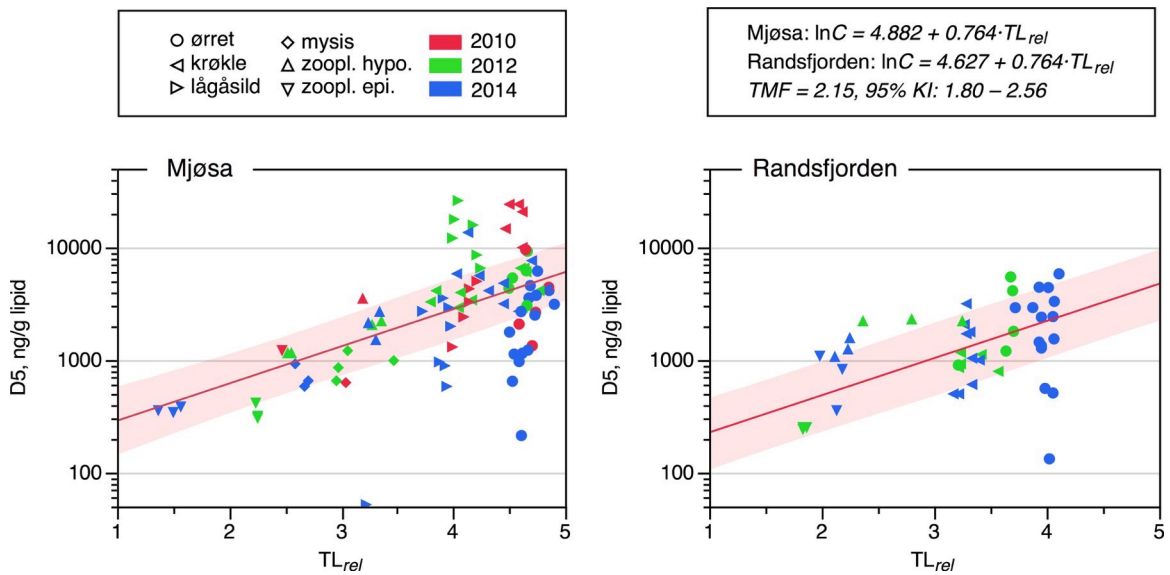 ørret
krøkle
lågåsild
mysis
zoopl. hypo.
zoopl. epi.
2010
2012
2014
Mjøsa: lnC = 4.882 + 0.764·TLrel
Randsfjorden: lnC = 4.627 + 0.764·TLrel
TMF = 2.15, 95% KI: 1.80 – 2.56
Mjøsa
D5, ng/g lipid
10000
1000
100
1 2 3 4 5
TLrel
Randsfjorden
D5, ng/g lipid
10000
1000
100
1 2 3 4 5
TLrel